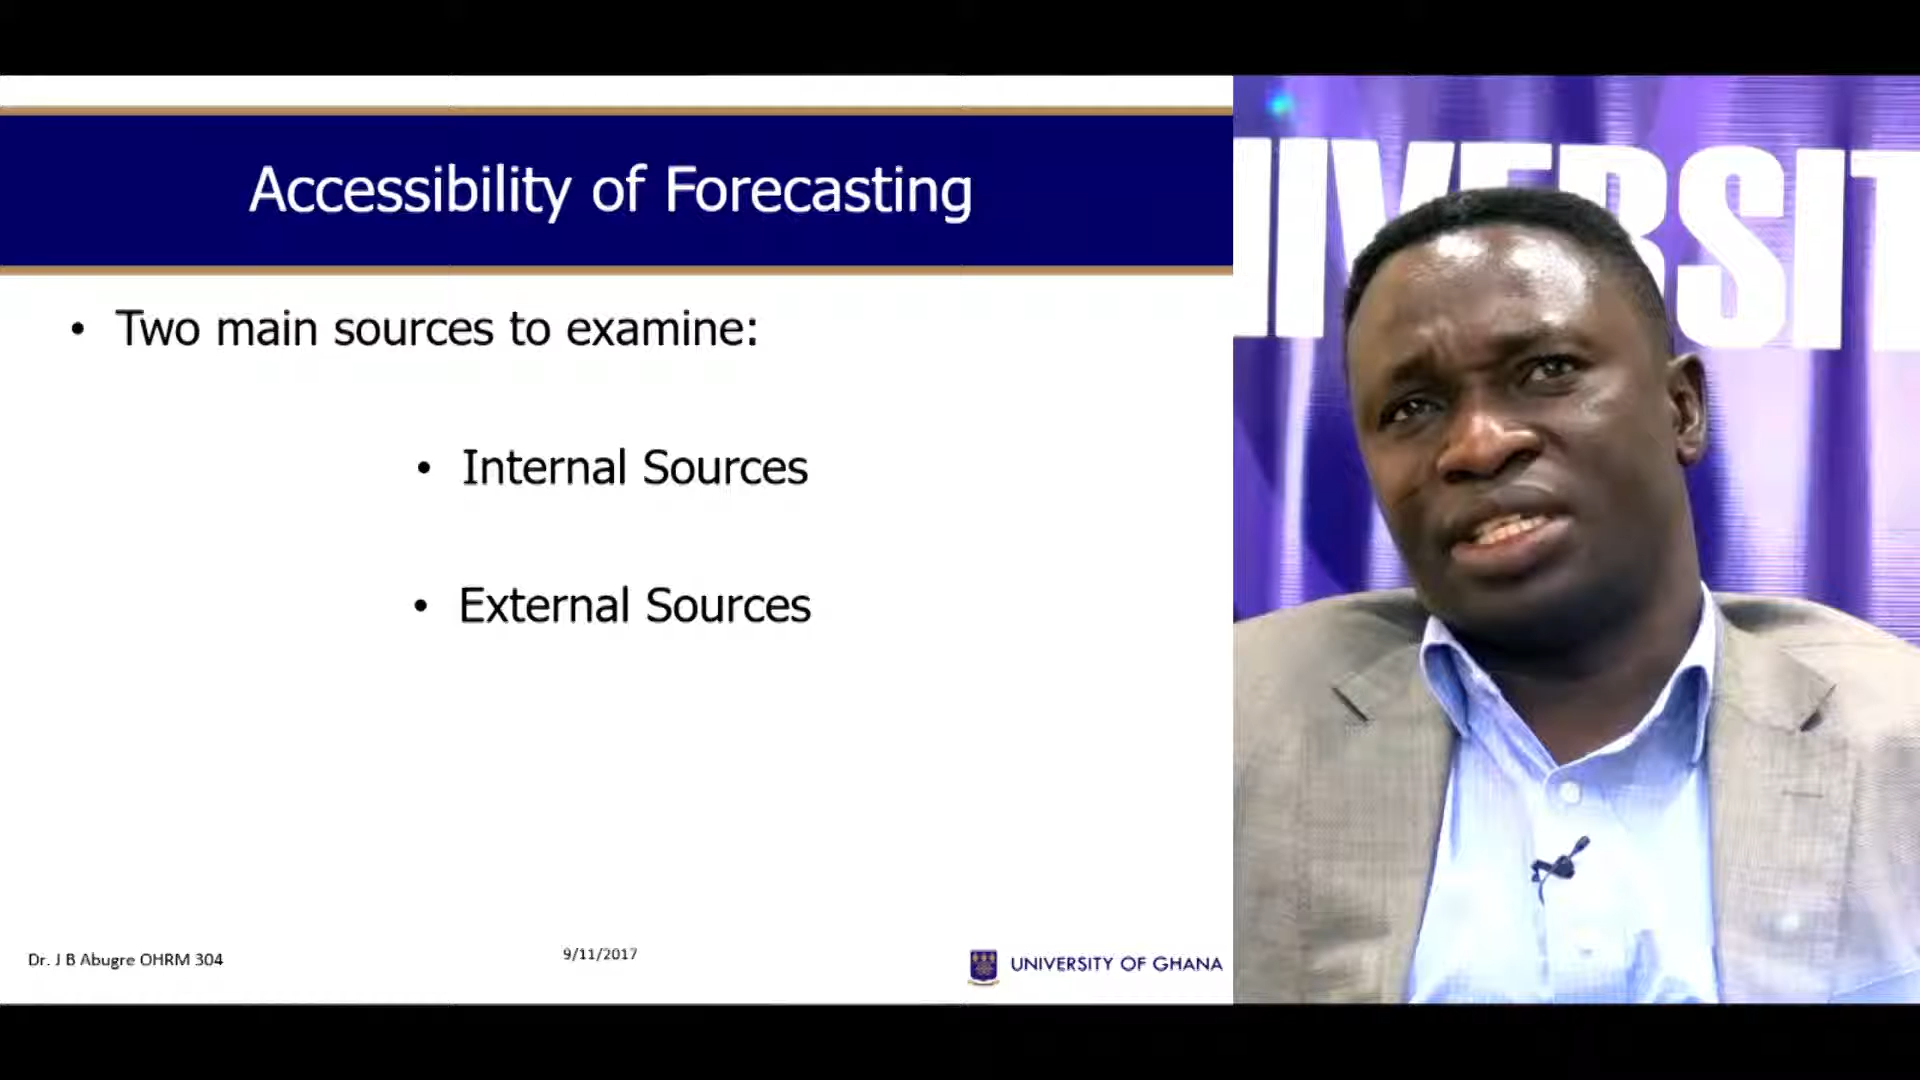 Accessibility of Forecasting
• Two main sources to examine:
• Internal Sources
• External Sources
Dr. J B Abugre OHRM 304
9/11/2017
UNIVERSITY OF GHANA
IVERSIT